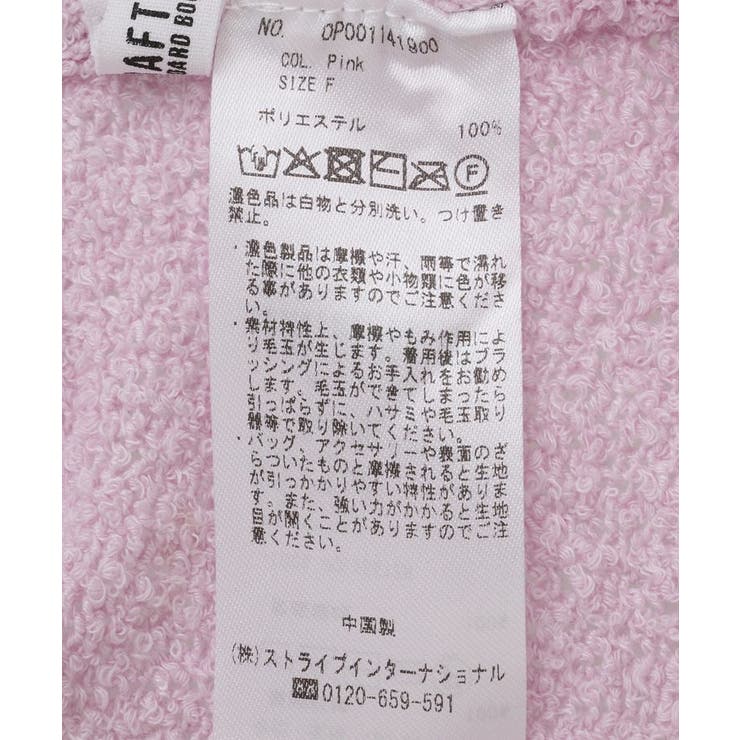 AFT
OARD BO
NO. OP001141900
COL. Pink
SIZE F
ポリエステル 100%
F
濃色品は白物と分別洗い。つけ置き
禁止。
・濃色製品は摩擦や汗、雨等で濡れ
た際に他の衣類や小物類に色が移
る事がありますのでご注意くださ
い。
・素材特性上、摩擦やもみ作用によ
り毛玉が生じます。着用後はブラ
ッシングによるお手入れをお勧め
します。毛玉ができてしまったら
引っぱらずに、ハサミや毛玉取り
器等で取り除いてください。
・バッグ、アクセサリーや表面のざ
らついたものと摩擦されると生地
が引っかかりやすい特性がありま
す。また、強い力がかかると生地
目が開くことがありますのでご注
意ください。
中国製
(株)ストライプインターナショナル
0120-659-591